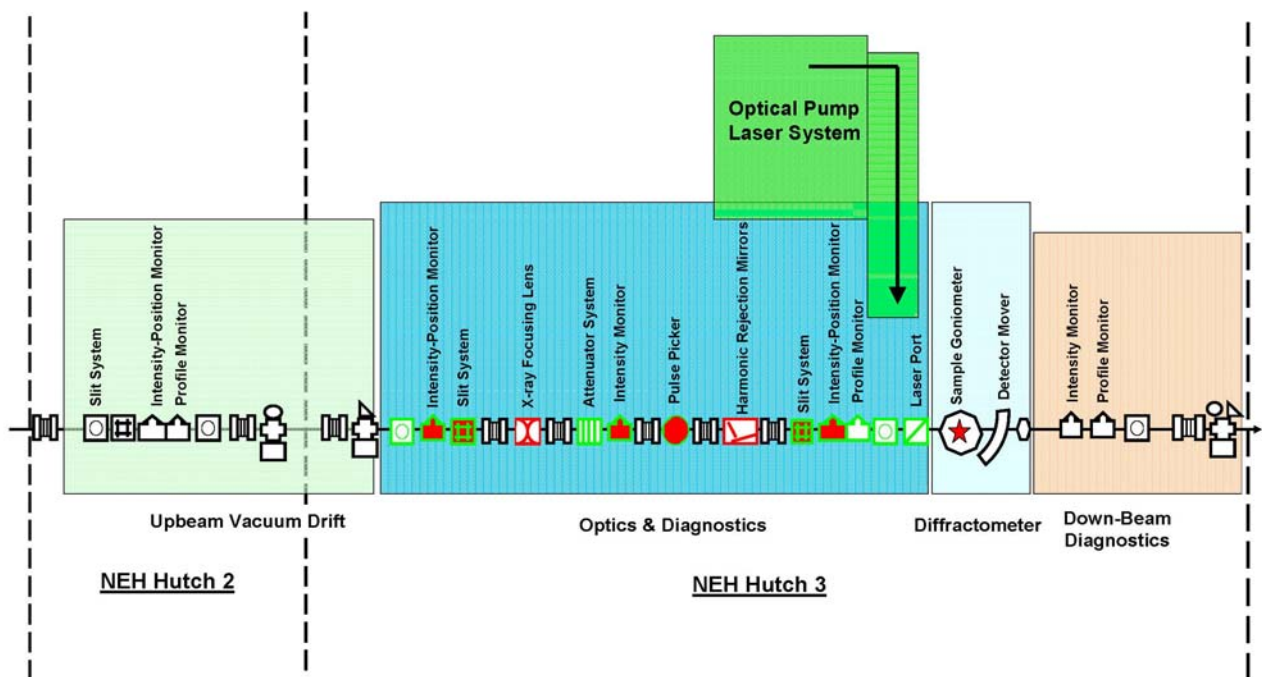 Optical Pump
Laser System
Slit System
Intensity-Position Monitor
Profile Monitor
Intensity-Position Monitor
Slit System
X-ray Focusing Lens
Attenuator System
Intensity Monitor
Pulse Picker
Harmonic Rejection Mirrors
Slit System
Intensity-Position Monitor
Profile Monitor
Laser Port
Sample Goniometer
Detector Mover
Intensity Monitor
Profile Monitor
Upbeam Vacuum Drift
Optics & Diagnostics
Diffractometer
Down-Beam
Diagnostics
NEH Hutch 2
NEH Hutch 3